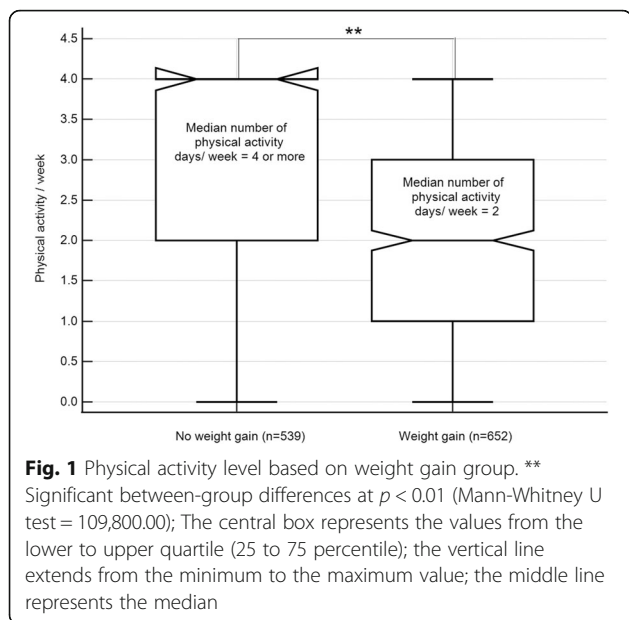 **
4.5
4.0
3.5
3.0
2.5
2.0
1.5
1.0
0.5
0.0
Physical activity / week
Median number of
physical activity
days/ week = 4 or more
Median number of
physical activity
days/ week = 2
No weight gain (n=539)
Weight gain (n=652)
Fig. 1 Physical activity level based on weight gain group. **
Significant between-group differences at p < 0.01 (Mann-Whitney U
test = 109,800.00); The central box represents the values from the
lower to upper quartile (25 to 75 percentile); the vertical line
extends from the minimum to the maximum value; the middle line
represents the median